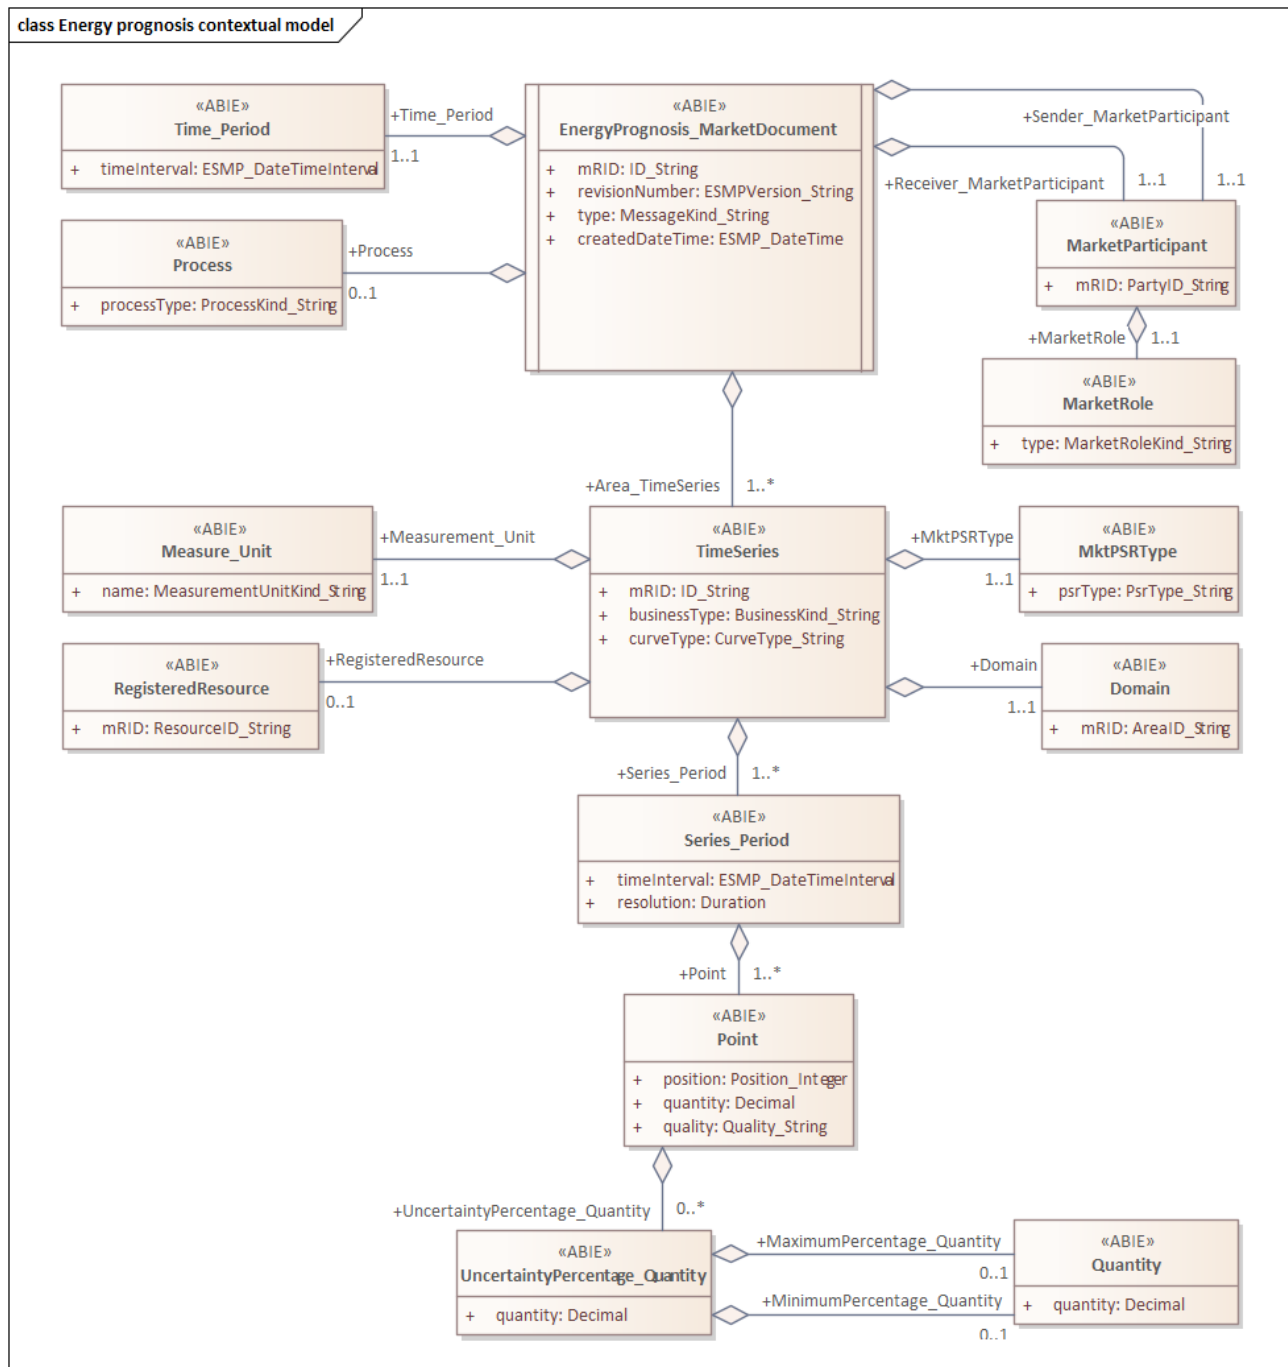 class Energy prognosis contextual model
«ABIE»
Time_Period
+ timeInterval: ESMP_DateTimeInterval
+Time_Period
1..1
«ABIE»
EnergyPrognosis_MarketDocument
+ mRID: ID_String
+ revisionNumber: ESMPVersion_String
+ type: MessageKind_String
+ createdDateTime: ESMP_DateTime
+Sender_MarketParticipant
1..1
+Receiver_MarketParticipant
1..1
«ABIE»
Process
+ processType: ProcessKind_String
+Process
0..1
«ABIE»
MarketParticipant
+ mRID: PartyID_String
+MarketRole
1..1
«ABIE»
MarketRole
+ type: MarketRoleKind_String
+Area_TimeSeries
1..*
«ABIE»
Measure_Unit
+ name: MeasurementUnitKind_String
+Measurement_Unit
1..1
«ABIE»
TimeSeries
+ mRID: ID_String
+ businessType: BusinessKind_String
+ curveType: CurveType_String
+MktPSRType
1..1
«ABIE»
MktPSRType
+ psrType: PsrType_String
«ABIE»
RegisteredResource
+ mRID: ResourceID_String
+RegisteredResource
0..1
+Domain
1..1
«ABIE»
Domain
+ mRID: AreaID_String
+Series_Period
1..*
«ABIE»
Series_Period
+ timeInterval: ESMP_DateTimeInterval
+ resolution: Duration
+Point
1..*
«ABIE»
Point
+ position: Position_Integer
+ quantity: Decimal
+ quality: Quality_String
+UncertaintyPercentage_Quantity
0..*
«ABIE»
UncertaintyPercentage_Quantity
+ quantity: Decimal
+MaximumPercentage_Quantity
0..1
+MinimumPercentage_Quantity
0..1
«ABIE»
Quantity
+ quantity: Decimal